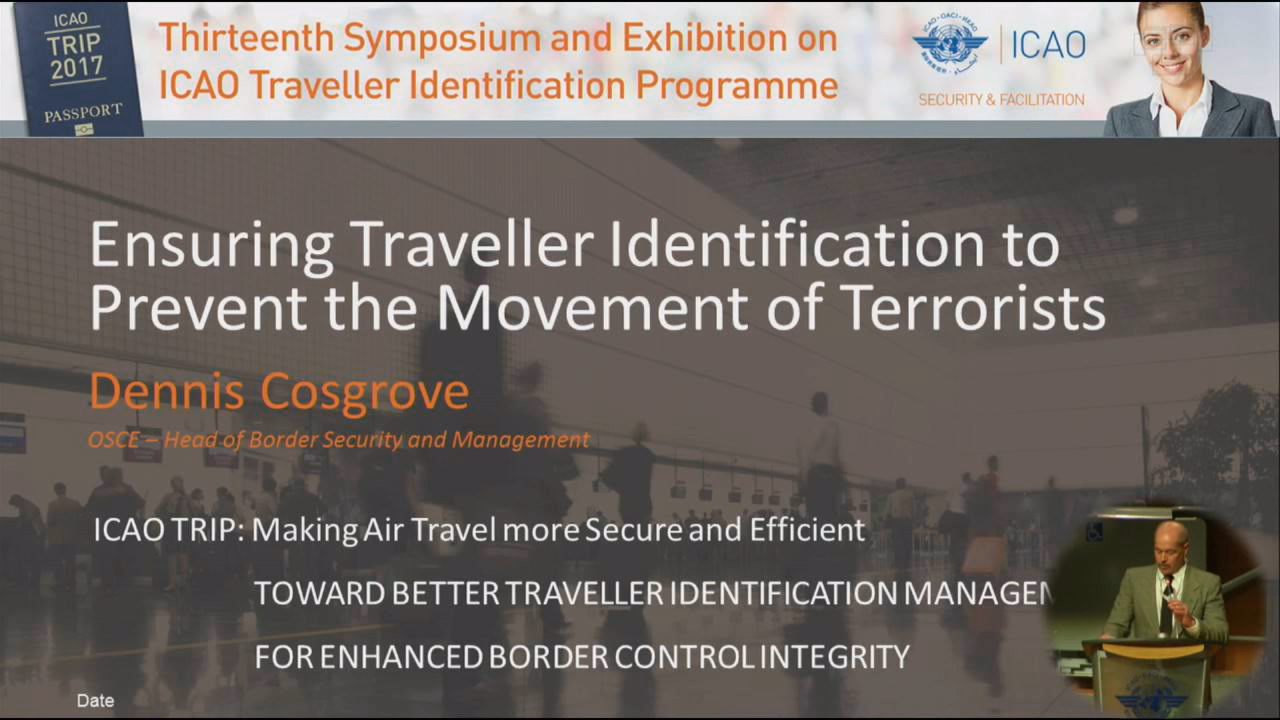 ICAO
TRIP
2017
PASSPORT
Thirteenth Symposium and Exhibition on
ICAO Traveller Identification Programme
ICAO
SECURITY & FACILITATION
Ensuring Traveller Identification to
Prevent the Movement of Terrorists
Dennis Cosgrove
OSCE – Head of Border Security and Management
ICAO TRIP: Making Air Travel more Secure and Efficient
TOWARD BETTER TRAVELLER IDENTIFICATION MANAGEM
FOR ENHANCED BORDER CONTROL INTEGRITY
Date